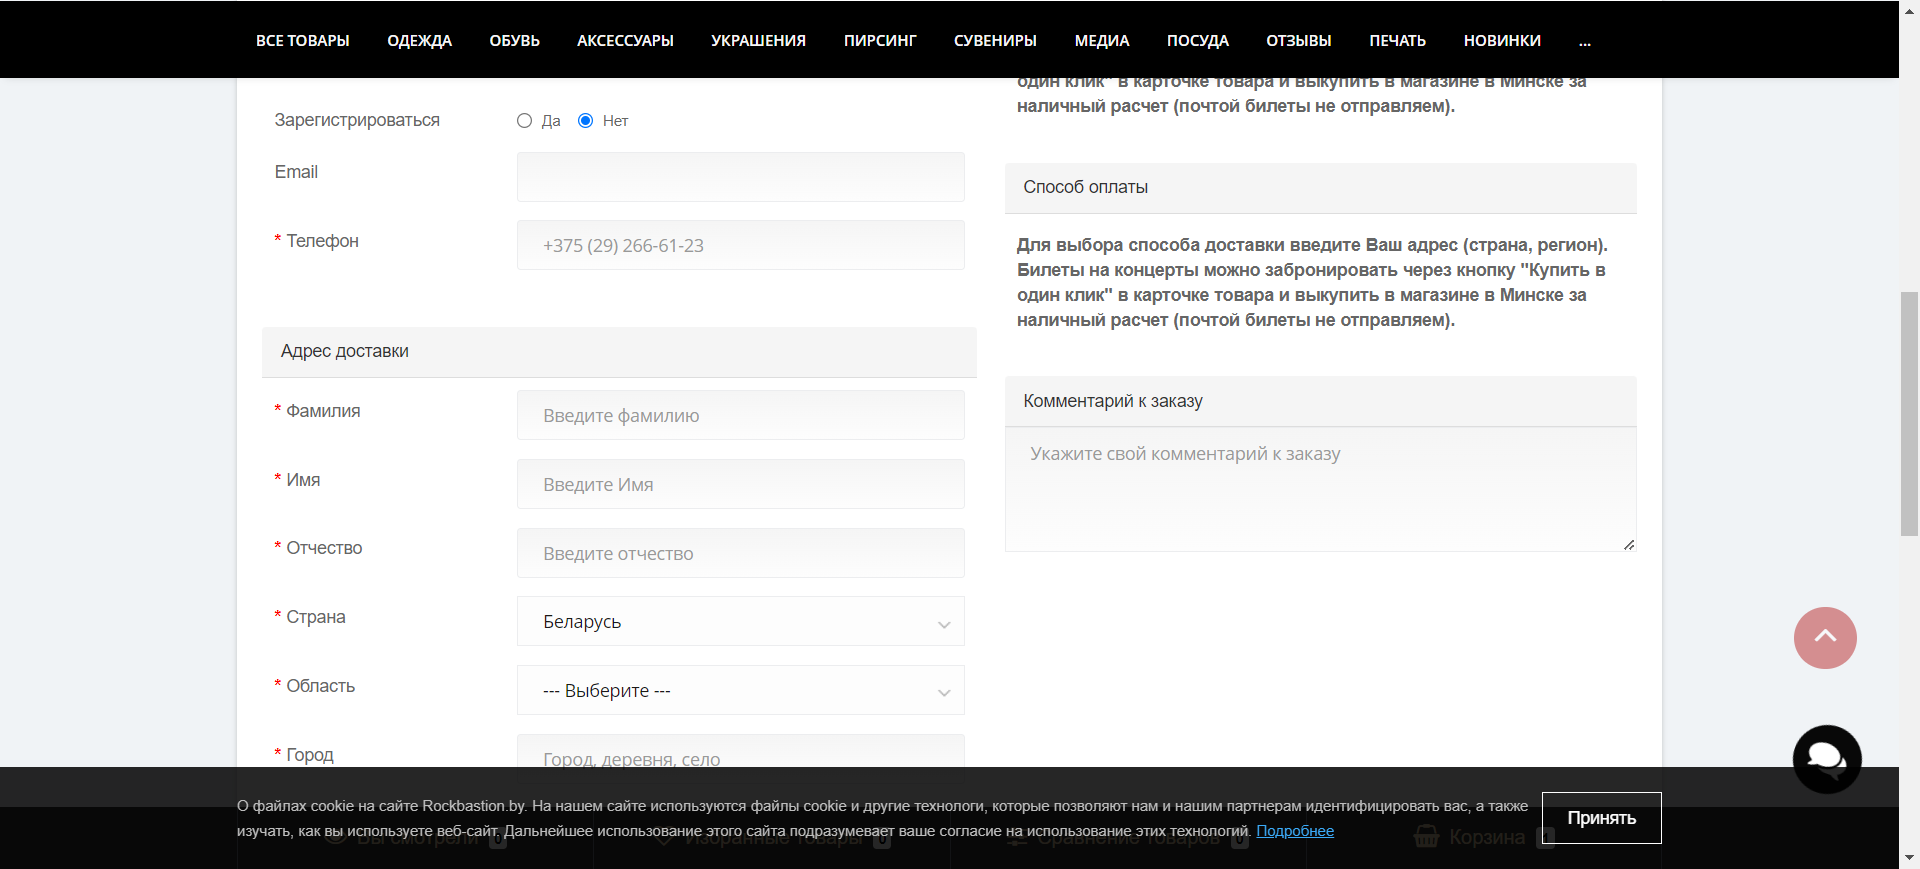 ВСЕ ТОВАРЫ ОДЕЖДА ОБУВЬ АКСЕССУАРЫ УКРАШЕНИЯ ПИРСИНГ СУВЕНИРЫ МЕДИА ПОСУДА ОТЗЫВЫ ПЕЧАТЬ НОВИНКИ ...
один клик" в карточке товара и выкупить в магазине в Минске за
наличный расчет (почтой билеты не отправляем).
Зарегистрироваться
Да Нет
Email
* Телефон
+375 (29) 266-61-23
Адрес доставки
* Фамилия
Введите фамилию
* Имя
Введите Имя
* Отчество
Введите отчество
* Страна
Беларусь
* Область
--- Выберите ---
* Город
Город, деревня, село
Способ оплаты
Для выбора способа доставки введите Ваш адрес (страна, регион).
Билеты на концерты можно забронировать через кнопку "Купить в
один клик" в карточке товара и выкупить в магазине в Минске за
наличный расчет (почтой билеты не отправляем).
Комментарий к заказу
Укажите свой комментарий к заказу
О файлах cookie на сайте Rockbastion.by. На нашем сайте используются файлы cookie и другие технологи, которые позволяют нам и нашим партнерам идентифицировать вас, а также
изучать, как вы используете веб-сайт. Дальнейшее использование этого сайта подразумевает ваше согласие на использование этих технологий. Подробнее
Принять
Вы смотрели 0
Избранные товары 0
Сравнение товаров 0
Корзина 1